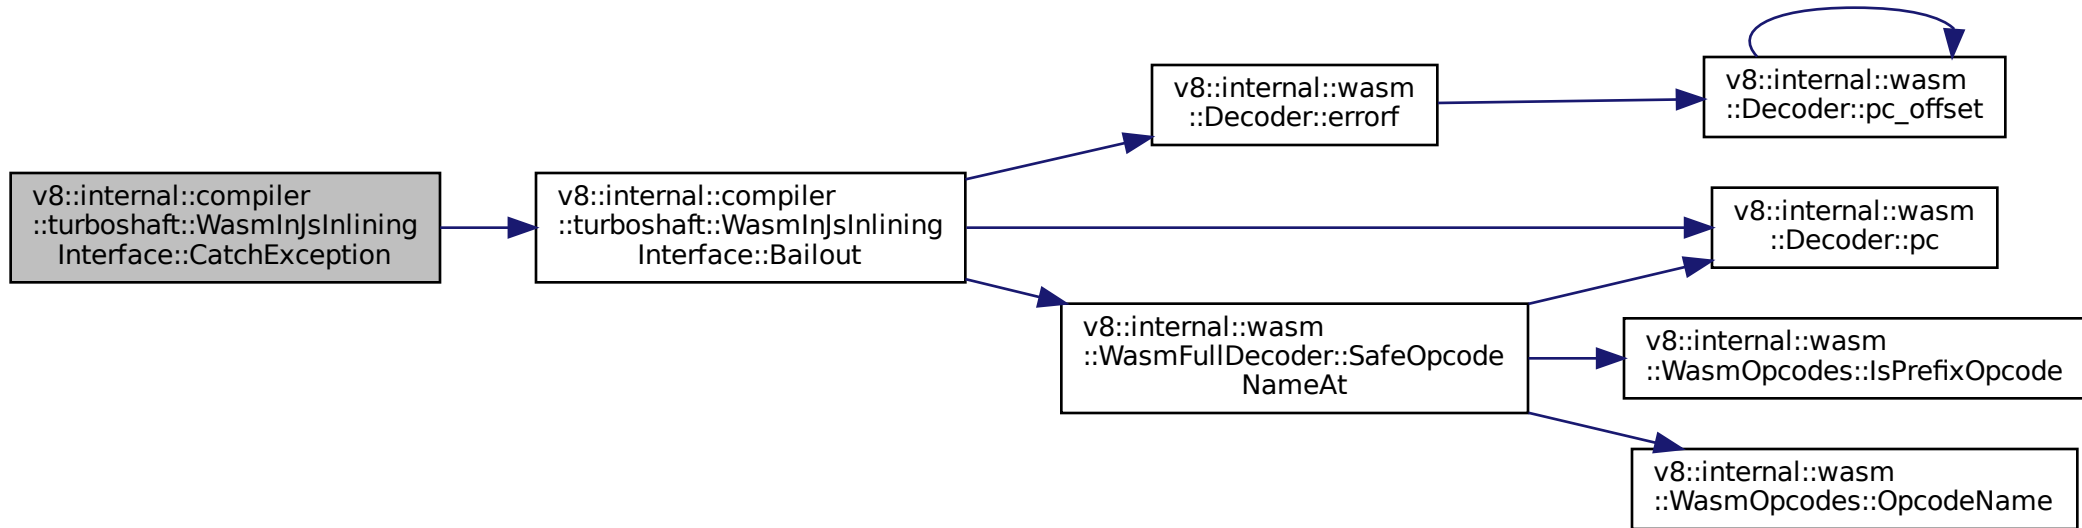 v8::internal::compiler
::turboshaft::WasmInJsInlining
Interface::CatchException
v8::internal::compiler
::turboshaft::WasmInJsInlining
Interface::Bailout
v8::internal::wasm
::Decoder::errorf
v8::internal::wasm
::Decoder::pc_offset
v8::internal::wasm
::Decoder::pc
v8::internal::wasm
::WasmFullDecoder::SafeOpcode
NameAt
v8::internal::wasm
::WasmOpcodes::IsPrefixOpcode
v8::internal::wasm
::WasmOpcodes::OpcodeName